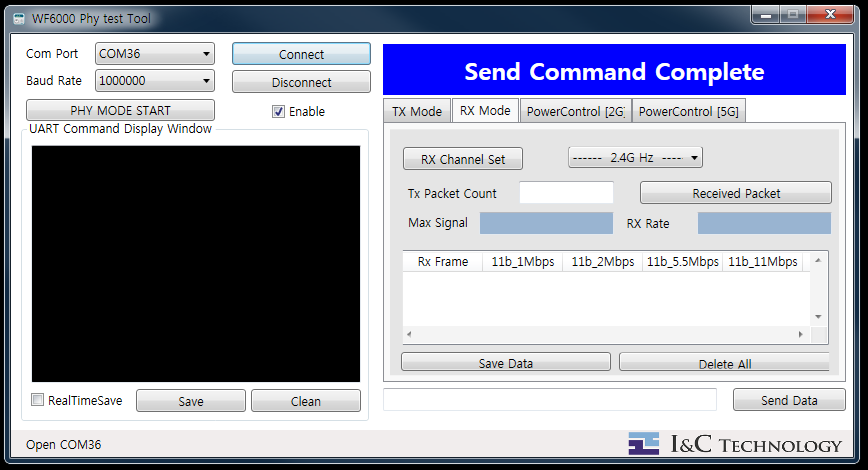 WF6000 Phy test Tool
Com Port
COM36
Connect
Baud Rate
1000000
Disconnect
PHY MODE START
Enable
UART Command Display Window
RealTimeSave
Save
Clean
Send Command Complete
TX Mode
RX Mode
PowerControl [2G]
PowerControl [5G]
RX Channel Set
------ 2.4G Hz ----
Tx Packet Count
Received Packet
Max Signal
RX Rate
Rx Frame 11b_1Mbps 11b_2Mbps 11b_5.5Mbps 11b_11Mbps
Save Data
Delete All
Send Data
Open COM36
I&C TECHNOLOGY